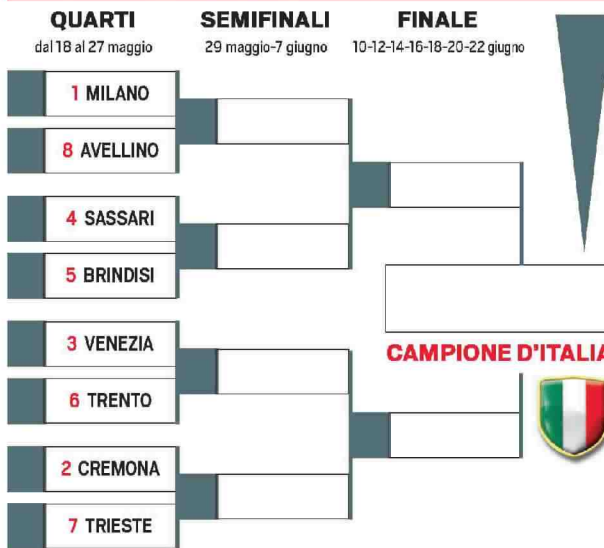 QUARTI
dal 18 al 27 maggio
SEMIFINALI
29 maggio-7 giugno
FINALE
10-12-14-16-18-20-22 giugno
1 MILANO
8 AVELLINO
4 SASSARI
5 BRINDISI
3 VENEZIA
6 TRENTO
2 CREMONA
7 TRIESTE
CAMPIONE D'ITALIA